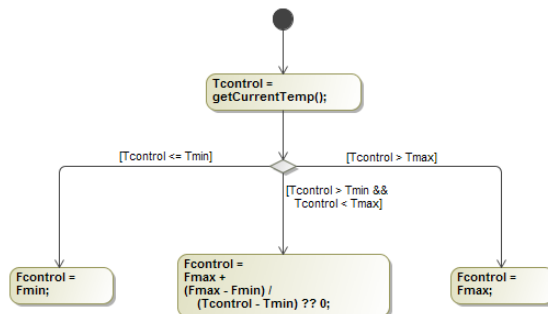 Tcontrol =
getCurrentTemp();
[Tcontrol <= Tmin]
[Tcontrol > Tmax]
[Tcontrol > Tmin &&
Tcontrol < Tmax]
Fcontrol =
Fmin;
Fcontrol =
Fmax +
(Fmax - Fmin) /
(Tcontrol - Tmin) ?? 0;
Fcontrol =
Fmax;